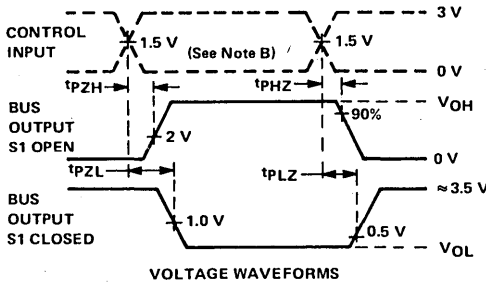 3 V
CONTROL
INPUT
1.5 V
(See Note B)
1.5 V
0 V
tPZH
tPHZ
BUS
OUTPUT
S1 OPEN
VOH
90%
2 V
0 V
tPZL
tPLZ
≈ 3.5 V
BUS
OUTPUT
S1 CLOSED
1.0 V
0.5 V
VOL
VOLTAGE WAVEFORMS